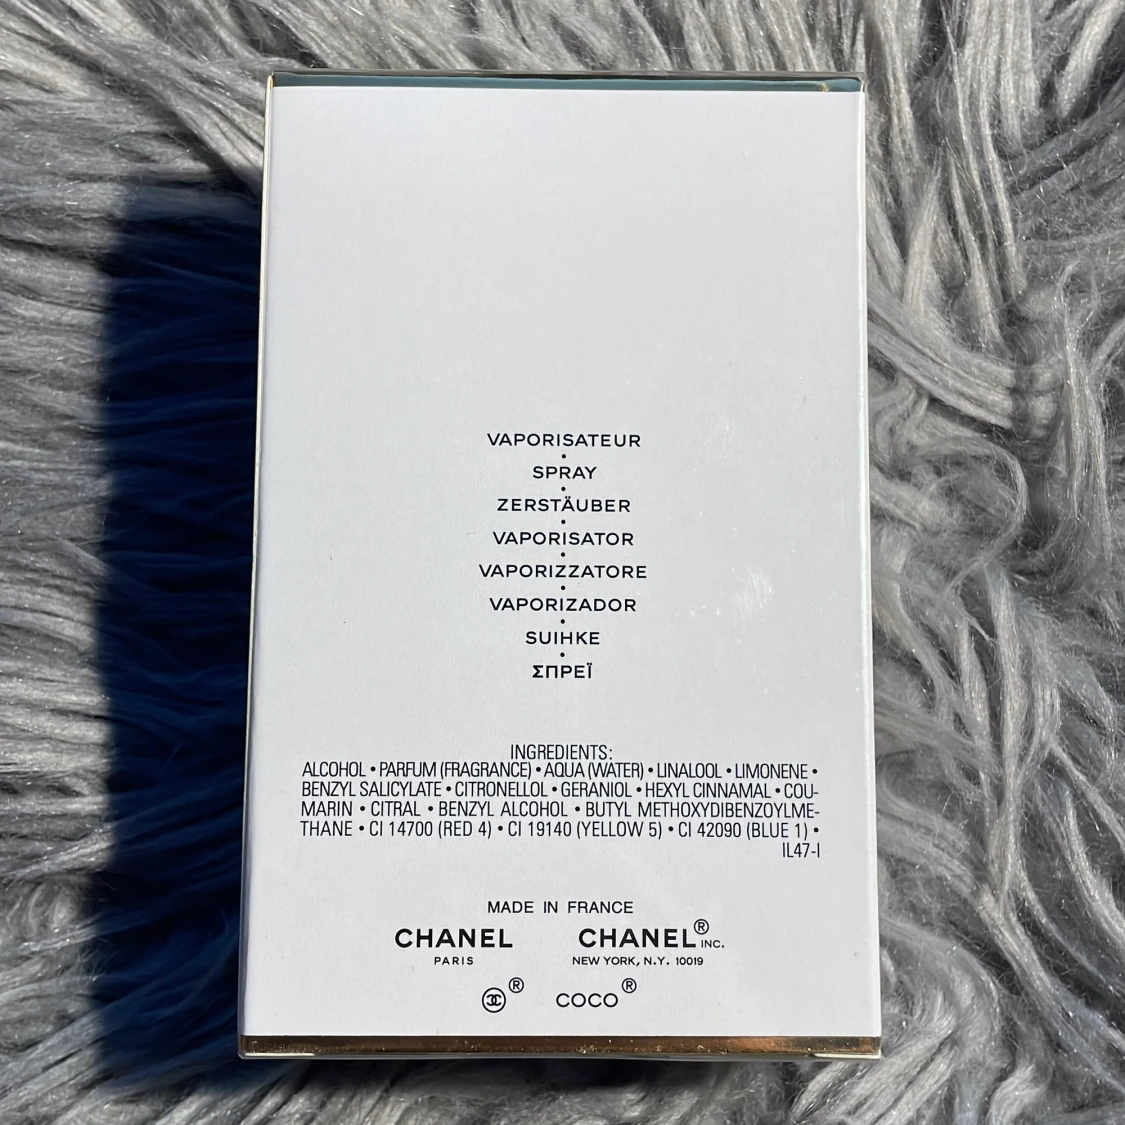 VAPORISATEUR
•
SPRAY
•
ZERSTÄUBER
•
VAPORISATOR
•
VAPORIZZATORE
•
VAPORIZADOR
•
SUIHKE
•
ΣΠΡΕΪ
INGREDIENTS:
ALCOHOL • PARFUM (FRAGRANCE) • AQUA (WATER) • LINALOOL • LIMONENE •
BENZYL SALICYLATE • CITRONELLOL • GERANIOL • HEXYL CINNAMAL • COU-
MARIN • CITRAL • BENZYL ALCOHOL • BUTYL METHOXYDIBENZOYLME-
THANE • CI 14700 (RED 4) • CI 19140 (YELLOW 5) • CI 42090 (BLUE 1) •
IL47-I
MADE IN FRANCE
CHANEL CHANEL® INC.
PARIS NEW YORK, N.Y. 10019
® COCO®